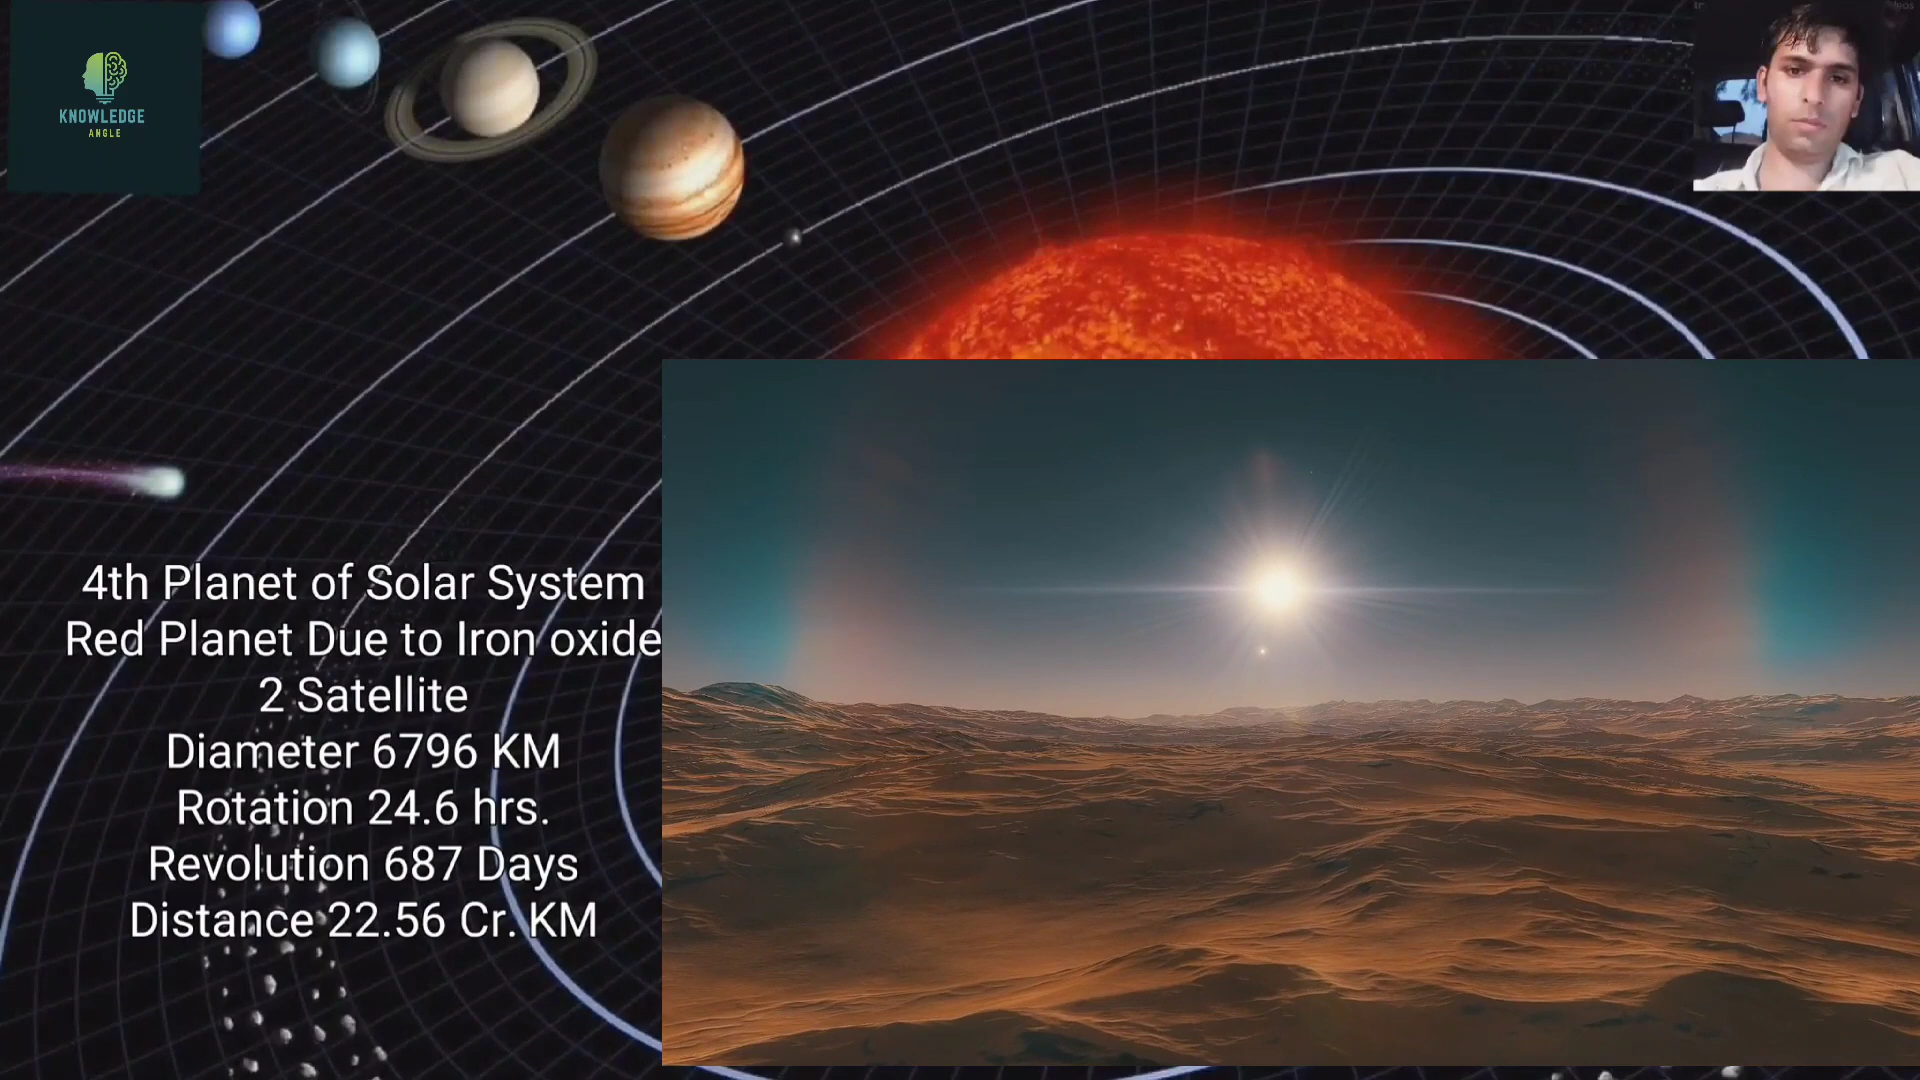 KNOWLEDGE
ANGLE
4th Planet of Solar System
Red Planet Due to Iron oxide
2 Satellite
Diameter 6796 KM
Rotation 24.6 hrs.
Revolution 687 Days
Distance 22.56 Cr. KM